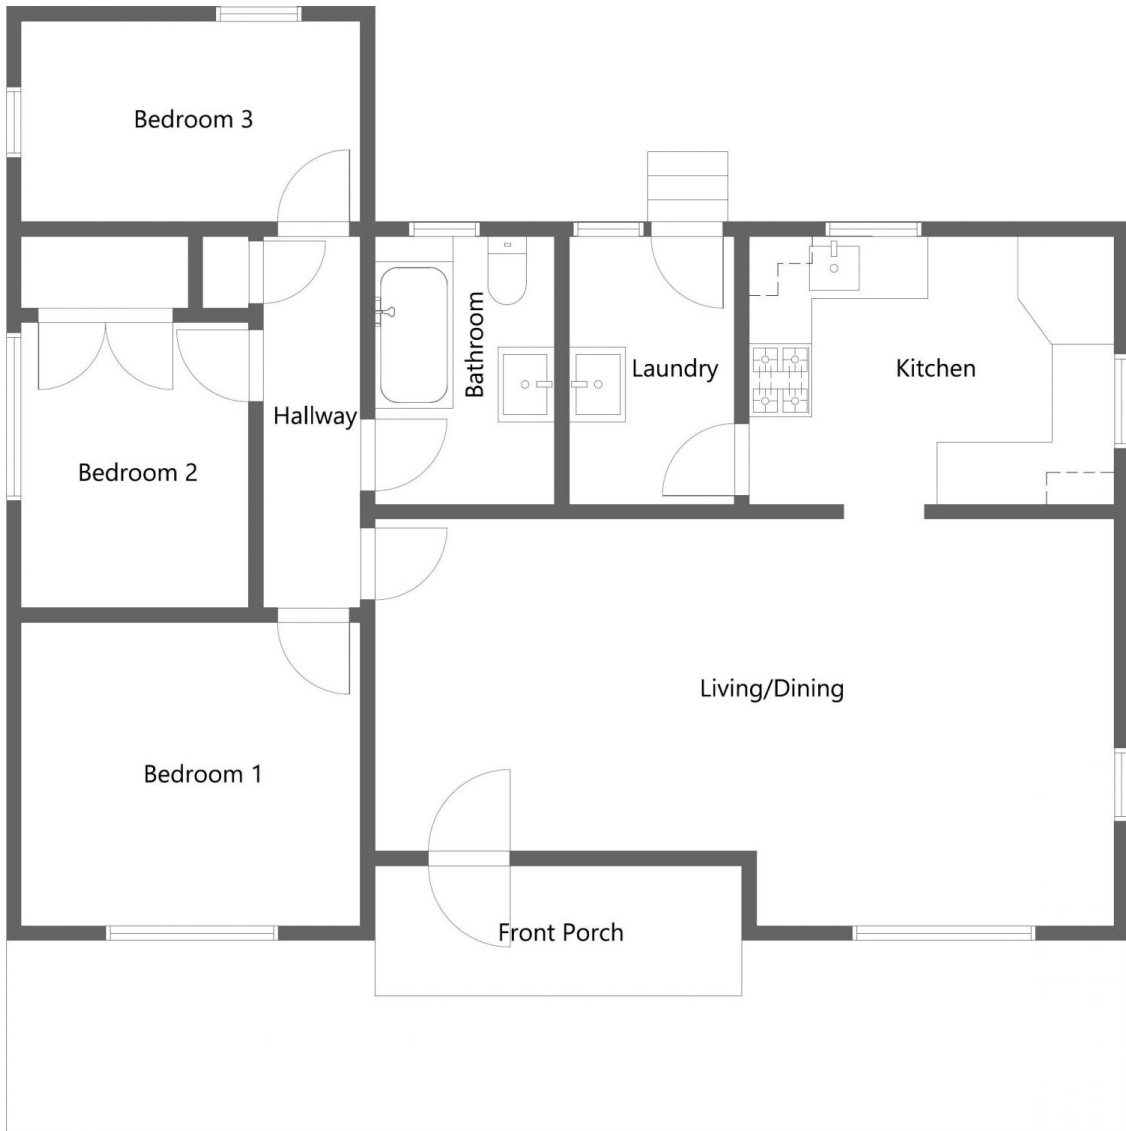 Bedroom 3
Bathroom
Laundry
Kitchen
Hallway
Bedroom 2
Living/Dining
Bedroom 1
Front Porch